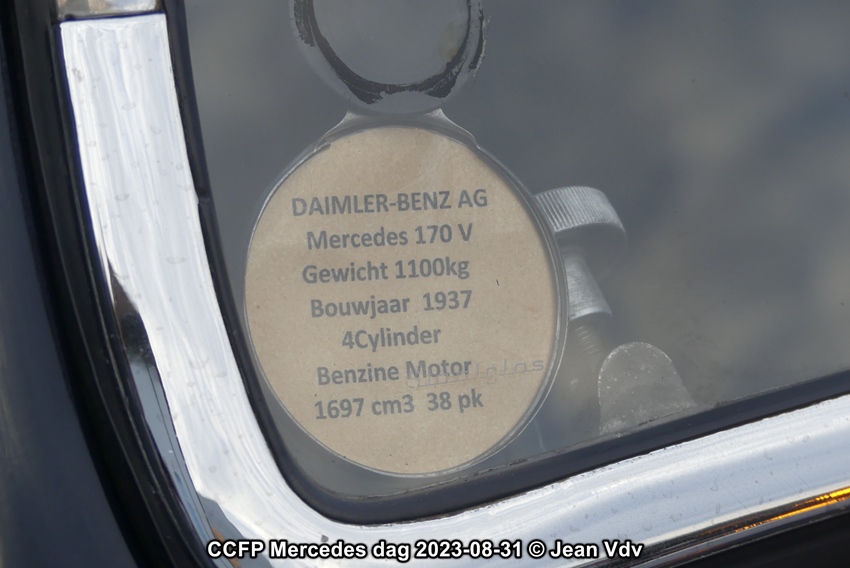 DAIMLER-BENZ AG
Mercedes 170 V
Gewicht 1100kg
Bouwjaar 1937
4Cylinder
Benzine Motor
1697 cm3 38 pk
CCFP Mercedes dag 2023-08-31 © Jean Vdv